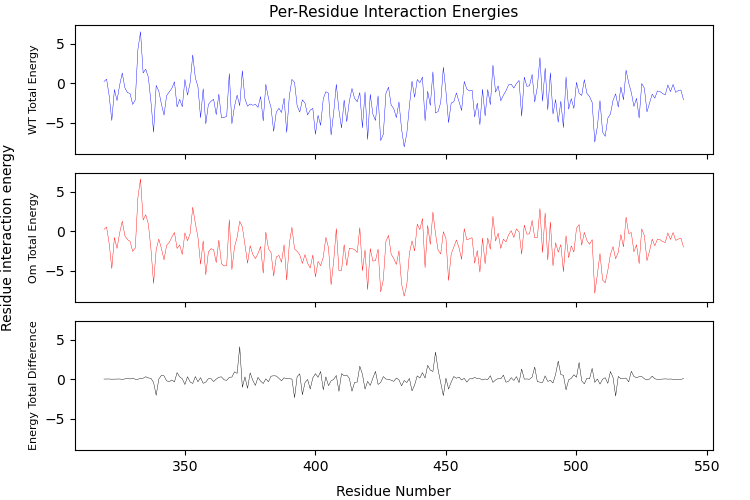 Per-Residue Interaction Energies
Residue interaction energy
WT Total Energy
5
0
−5
Om Total Energy
5
0
−5
Energy Total Difference
5
0
−5
350 400 450 500 550
Residue Number